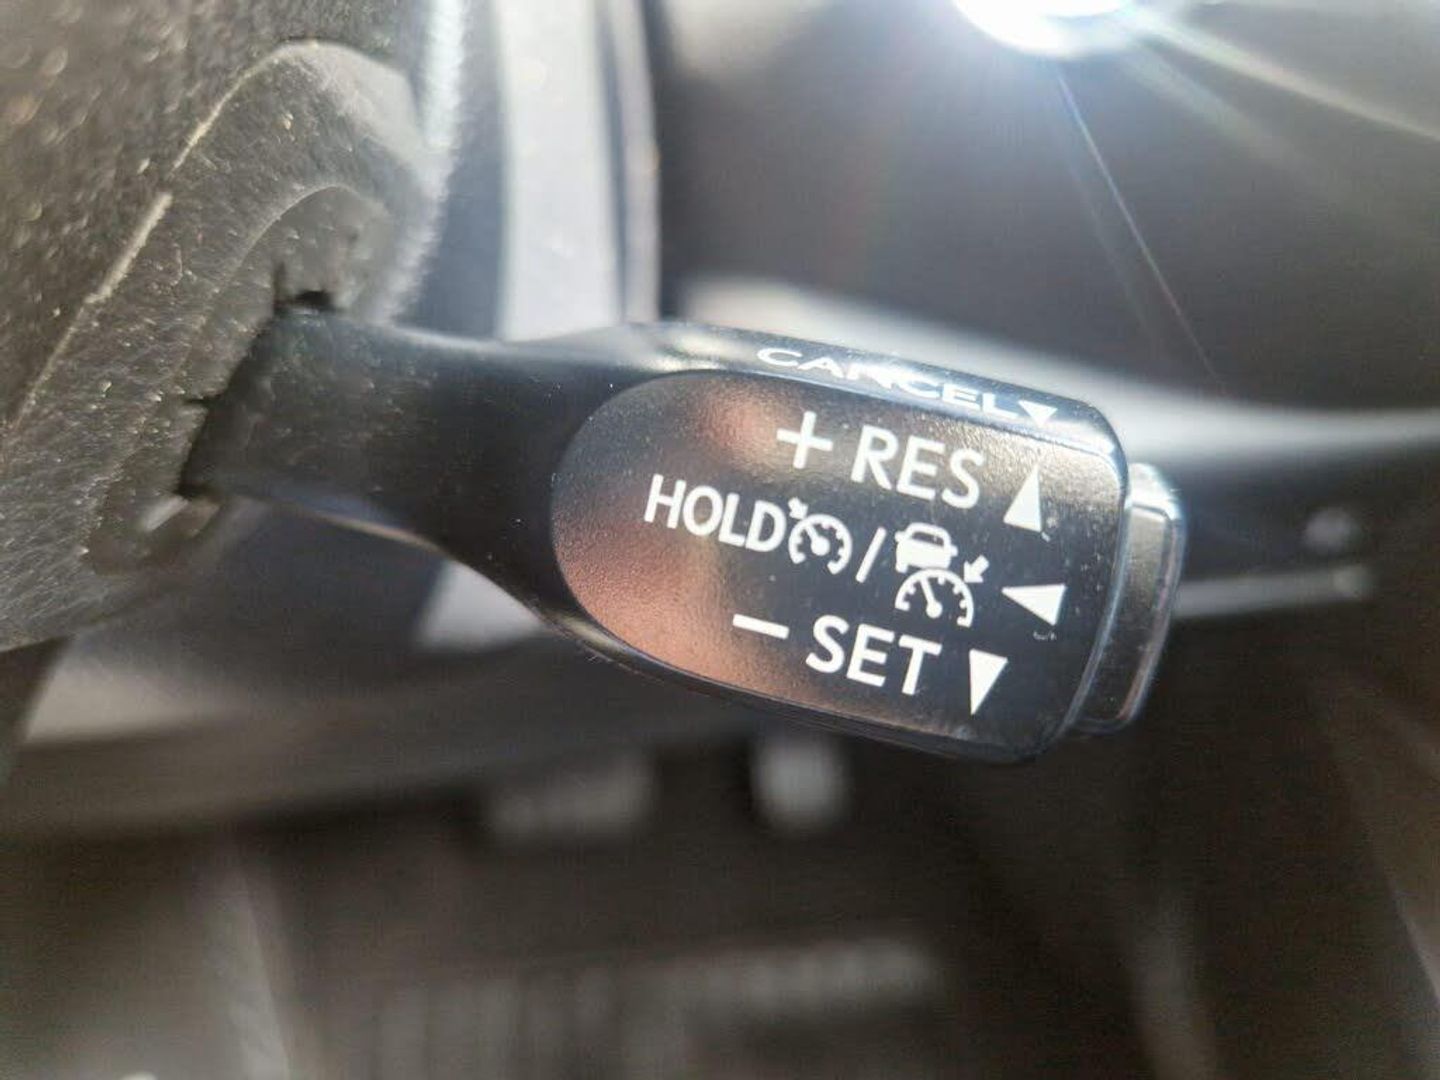 CANCEL
+ RES
HOLD /
- SET